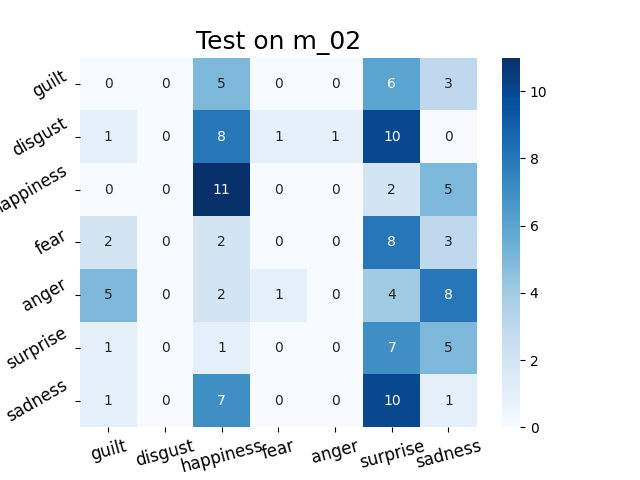 Test on m_02
guilt 0 0 5 0 0 6 3
disgust 1 0 8 1 1 10 0
happiness 0 0 11 0 0 2 5
fear 2 0 2 0 0 8 3
anger 5 0 2 1 0 4 8
surprise 1 0 1 0 0 7 5
sadness 1 0 7 0 0 10 1
guilt disgust happiness fear anger surprise sadness
10
8
6
4
2
0